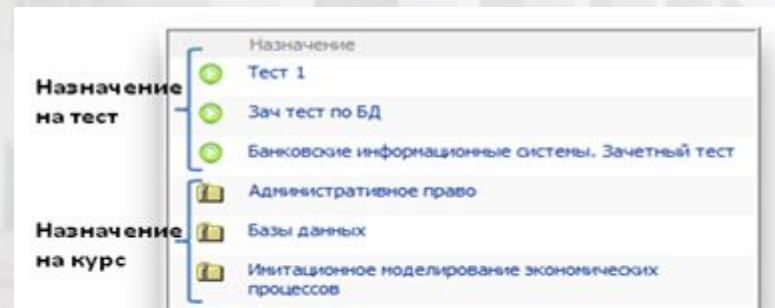 Назначение
Назначение
на тест
Тест 1
Зач тест по БД
Банковские информационные системы. Зачетный тест
Назначение
на курс
Административное право
Базы данных
Имитационное моделирование экономических
процессов